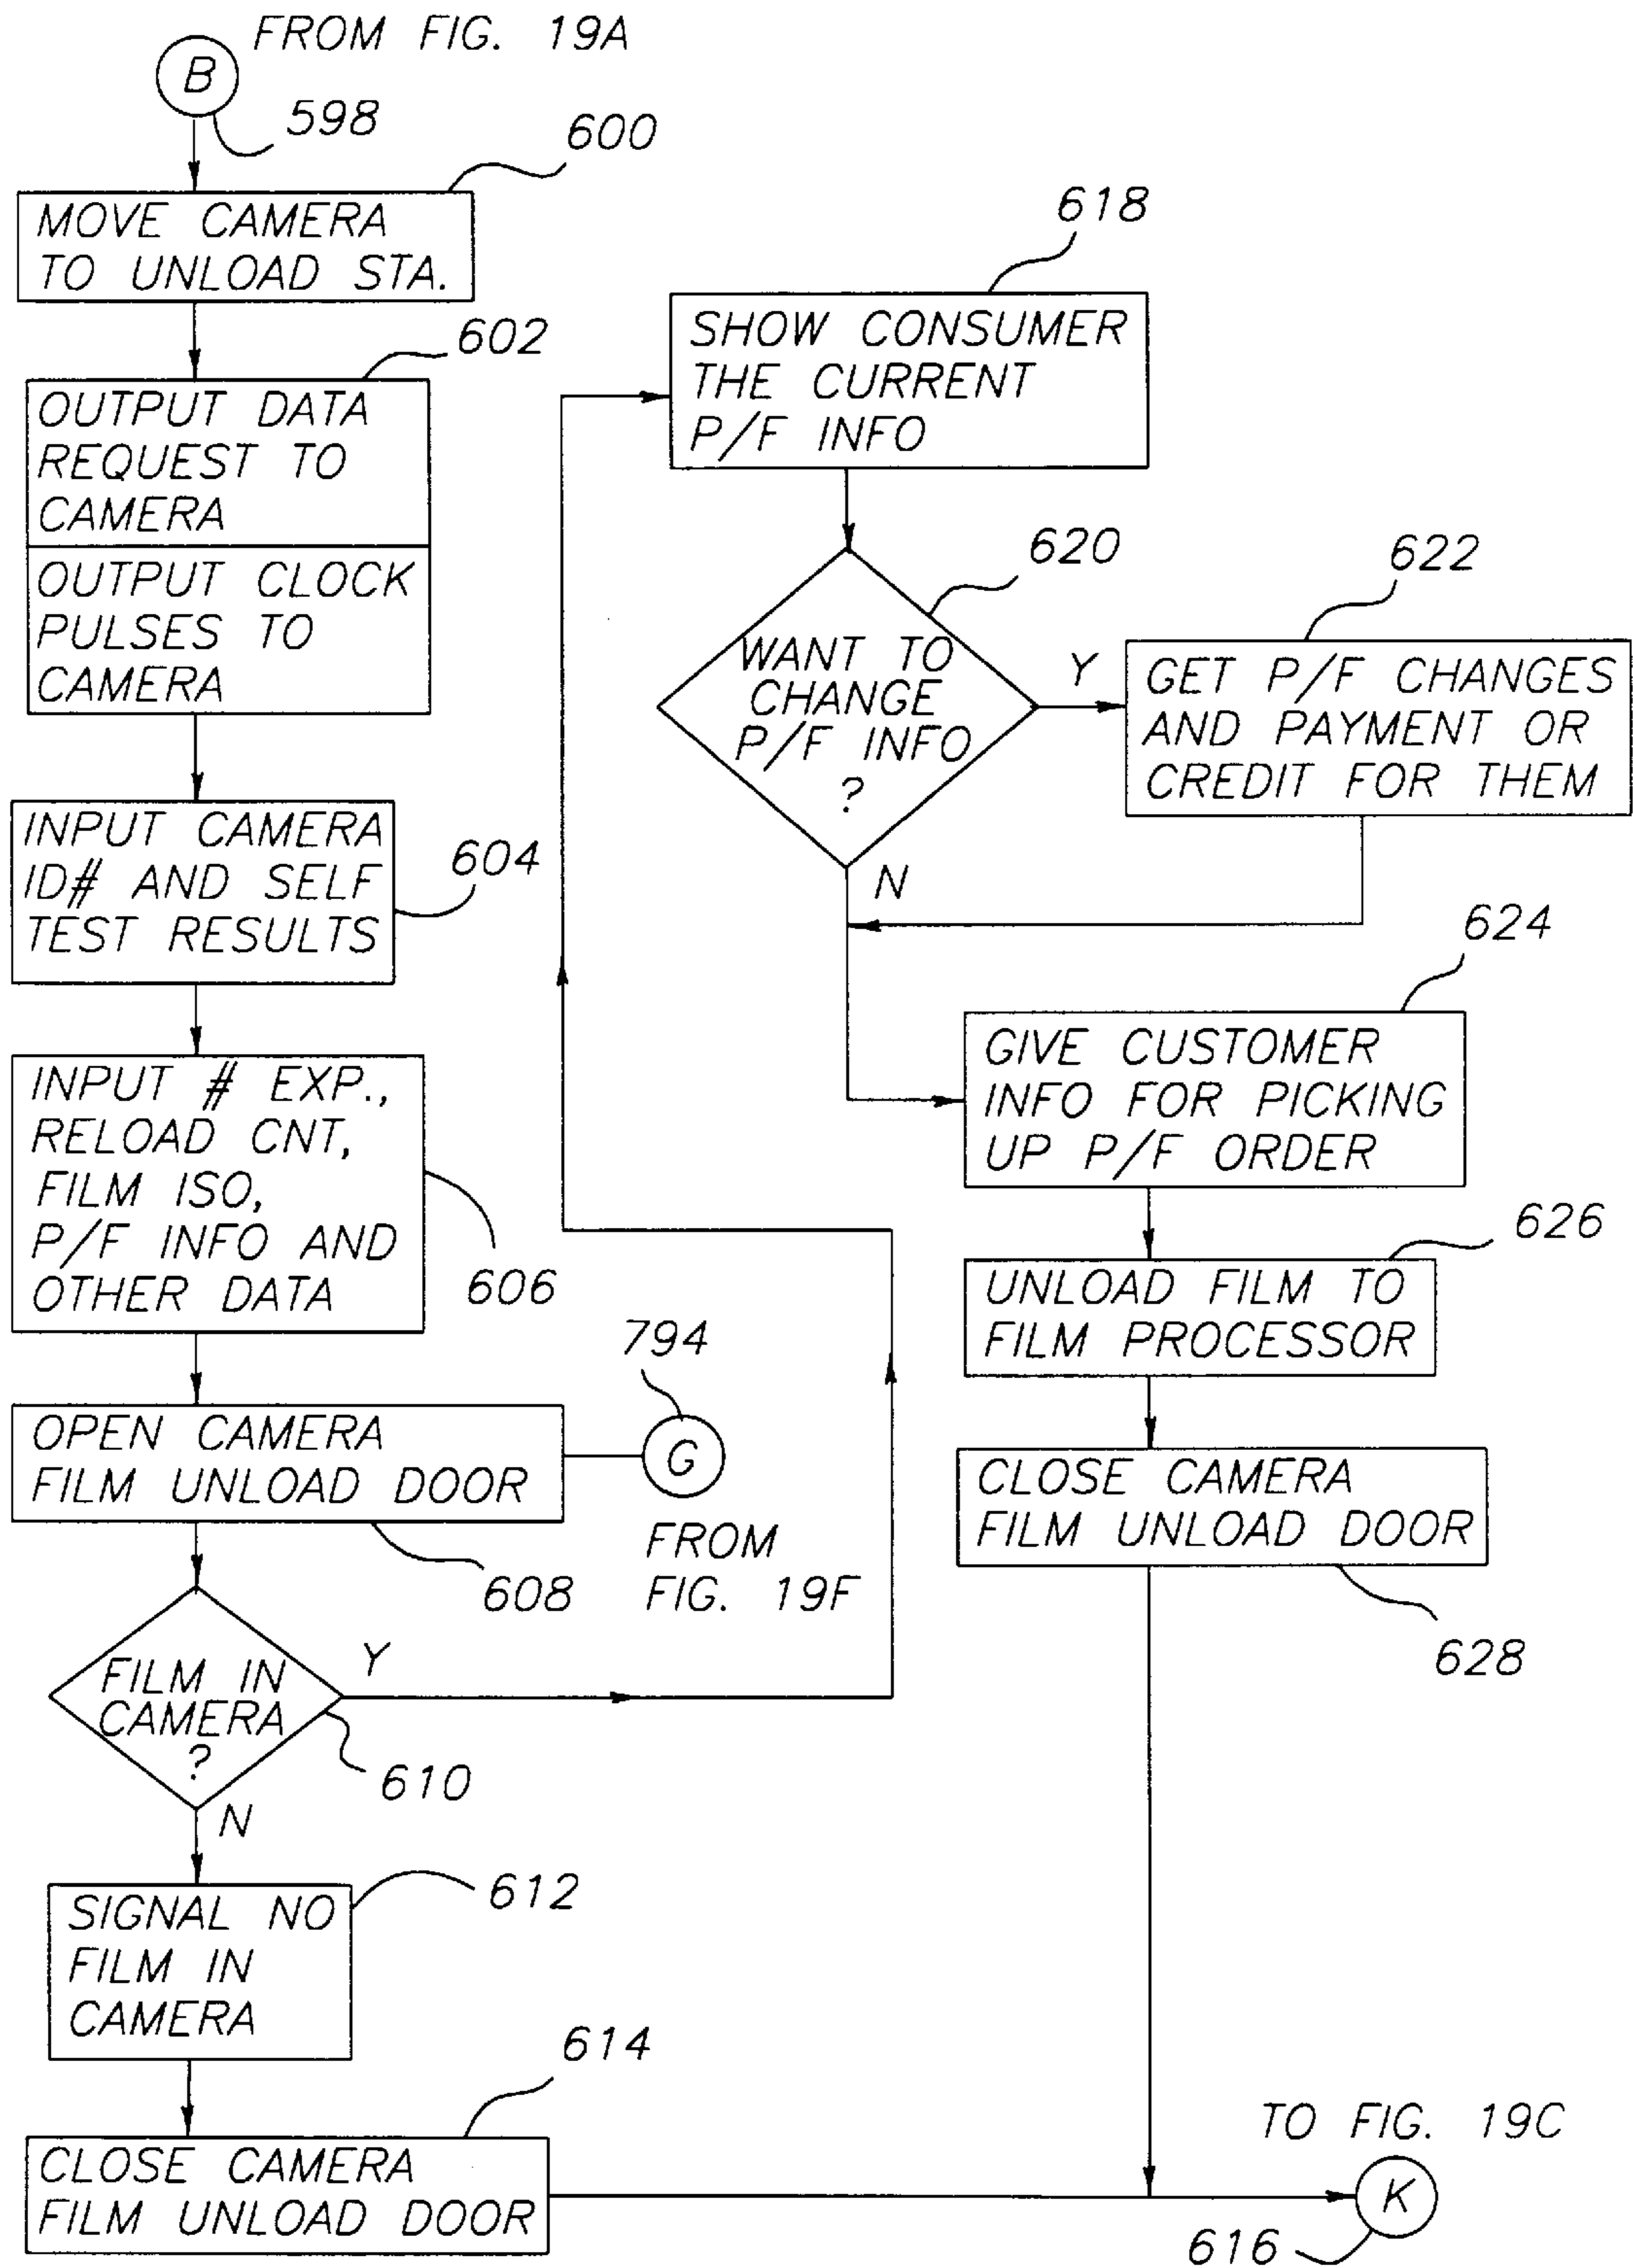 FROM FIG. 19A
B
598
600
MOVE CAMERA
TO UNLOAD STA.
602
OUTPUT DATA
REQUEST TO
CAMERA
OUTPUT CLOCK
PULSES TO
CAMERA
INPUT CAMERA
ID# AND SELF
TEST RESULTS
604
INPUT # EXP.,
RELOAD CNT,
FILM ISO,
P/F INFO AND
OTHER DATA
606
OPEN CAMERA
FILM UNLOAD DOOR
794
G
FROM
FIG. 19F
608
FILM IN
CAMERA
?
Y
610
N
SIGNAL NO
FILM IN
CAMERA
612
614
CLOSE CAMERA
FILM UNLOAD DOOR
618
SHOW CONSUMER
THE CURRENT
P/F INFO
620
WANT TO
CHANGE
P/F INFO
?
Y
N
622
GET P/F CHANGES
AND PAYMENT OR
CREDIT FOR THEM
624
GIVE CUSTOMER
INFO FOR PICKING
UP P/F ORDER
626
UNLOAD FILM TO
FILM PROCESSOR
CLOSE CAMERA
FILM UNLOAD DOOR
628
TO FIG. 19C
K
616